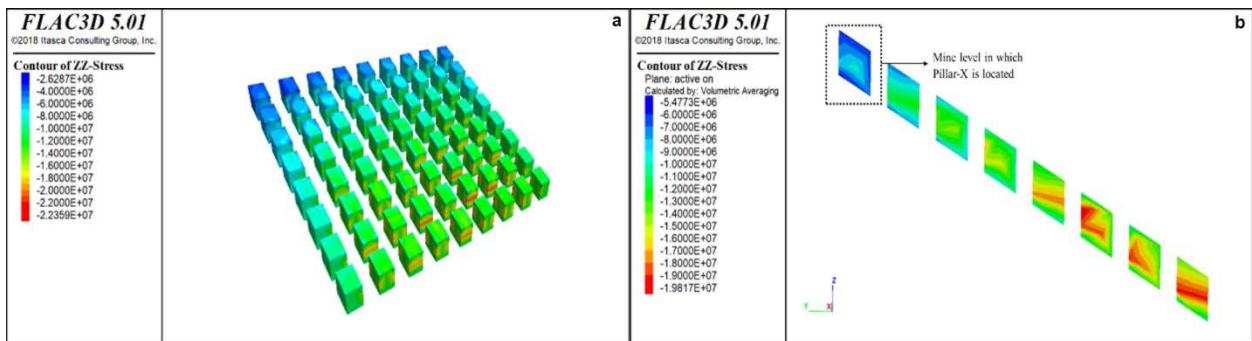 FLAC3D 5.01
©2018 Itasca Consulting Group, Inc.
Contour of ZZ-Stress
-2.6287E+06
-4.0000E+06
-6.0000E+06
-8.0000E+06
-1.0000E+07
-1.2000E+07
-1.4000E+07
-1.6000E+07
-1.8000E+07
-2.0000E+07
-2.2000E+07
-2.2359E+07
a
FLAC3D 5.01
©2018 Itasca Consulting Group, Inc.
Contour of ZZ-Stress
Plane: active on
Calculated by: Volumetric Averaging
-5.4773E+06
-6.0000E+06
-7.0000E+06
-8.0000E+06
-9.0000E+06
-1.0000E+07
-1.1000E+07
-1.2000E+07
-1.3000E+07
-1.4000E+07
-1.5000E+07
-1.6000E+07
-1.7000E+07
-1.8000E+07
-1.9000E+07
-1.9817E+07
b
Mine level in which
Pillar-X is located
Z
Y
X